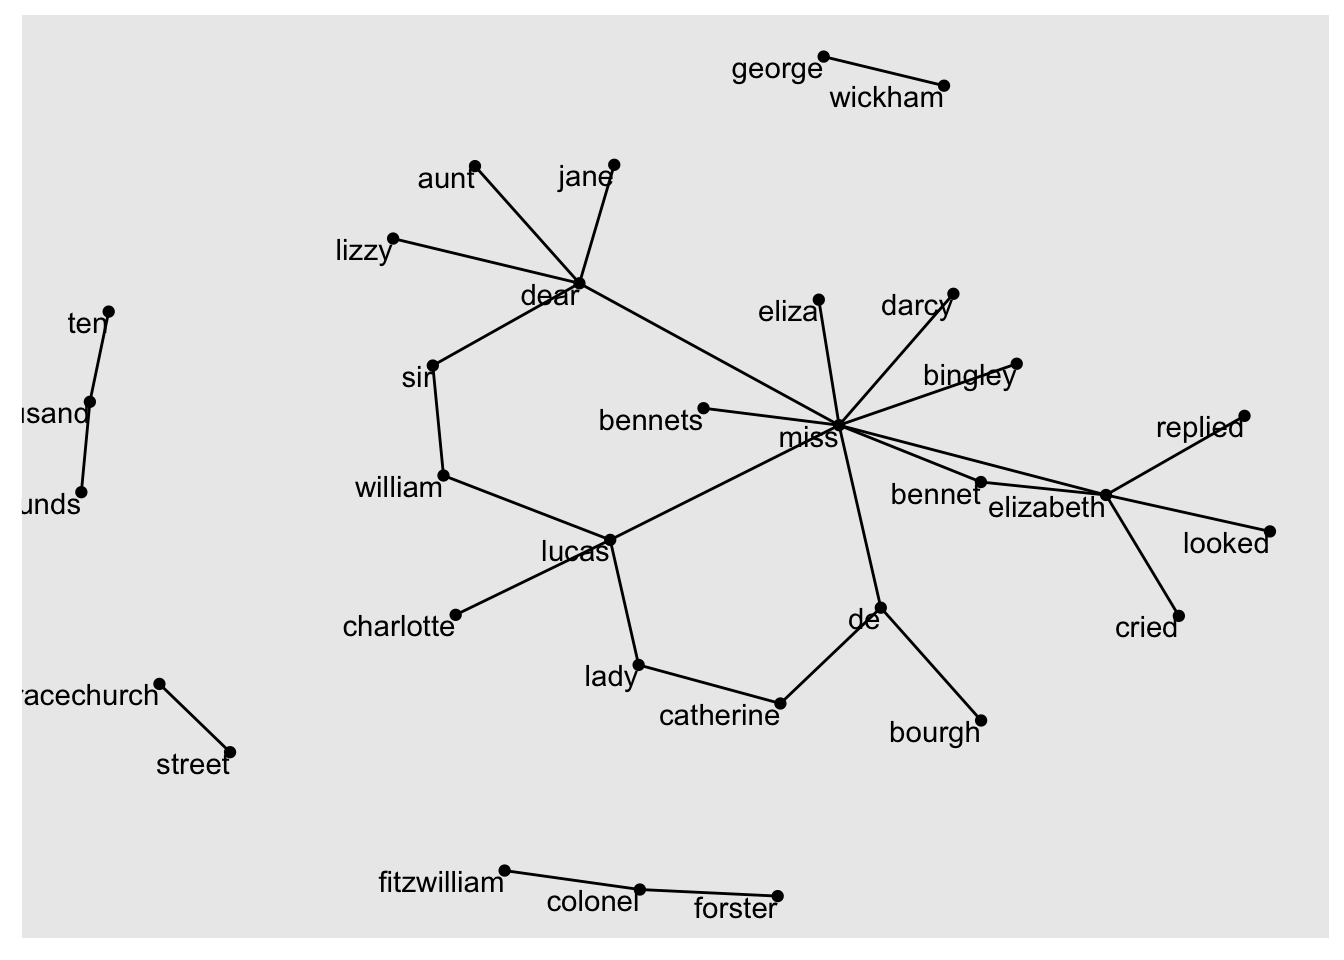 george
wickham
aunt
jane
lizzy
dear
eliza
darcy
ten
sir
bingley
usand
bennets
replied
miss
william
bennet
unds
elizabeth
looked
lucas
de
charlotte
cried
lady
racechurch
catherine
bourgh
street
fitzwilliam
colonel
forster